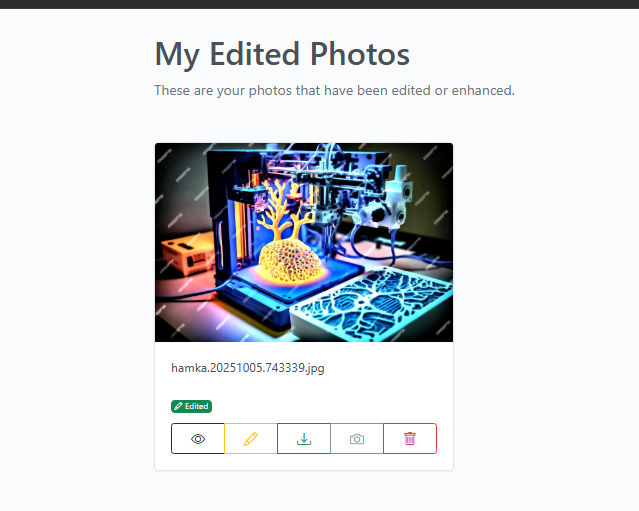 My Edited Photos
These are your photos that have been edited or enhanced.
hamka.20251005.743339.jpg
Edited